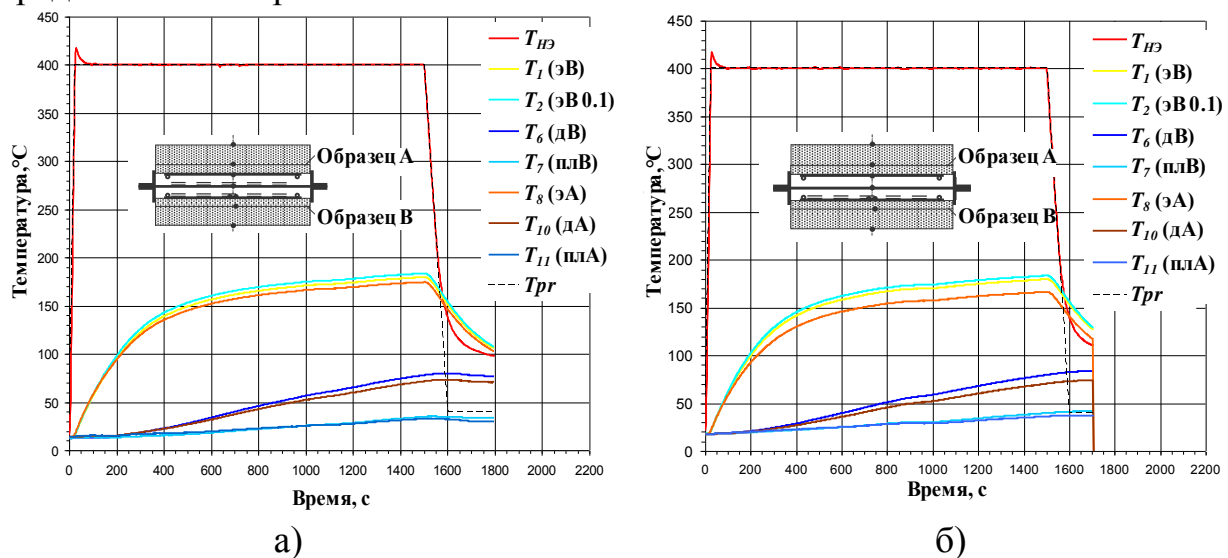 450
400
350
300
250
200
150
100
50
0
Температура,°С
0 200 400 600 800 1000 1200 1400 1600 1800 2000 2200
Время, с
Образец А
Образец В
T_НЭ
T_1 (эВ)
T_2 (эВ 0.1)
T_6 (дВ)
T_7 (плВ)
T_8 (эА)
T_10 (дА)
T_11 (плА)
Tpr
а)
450
400
350
300
250
200
150
100
50
0
Температура,°С
0 200 400 600 800 1000 1200 1400 1600 1800 2000 2200
Время, с
Образец А
Образец В
T_НЭ
T_1 (эВ)
T_2 (эВ 0.1)
T_6 (дВ)
T_7 (плВ)
T_8 (эА)
T_10 (дА)
T_11 (плА)
Tpr
б)